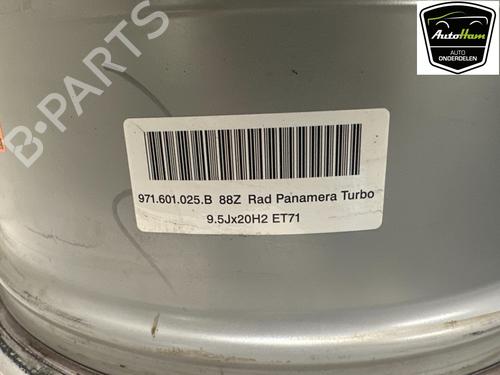 AutoHam
AUTO
ONDERDELEN
B-PARTS
971.601.025.B 88Z Rad Panamera Turbo
9.5Jx20H2 ET71